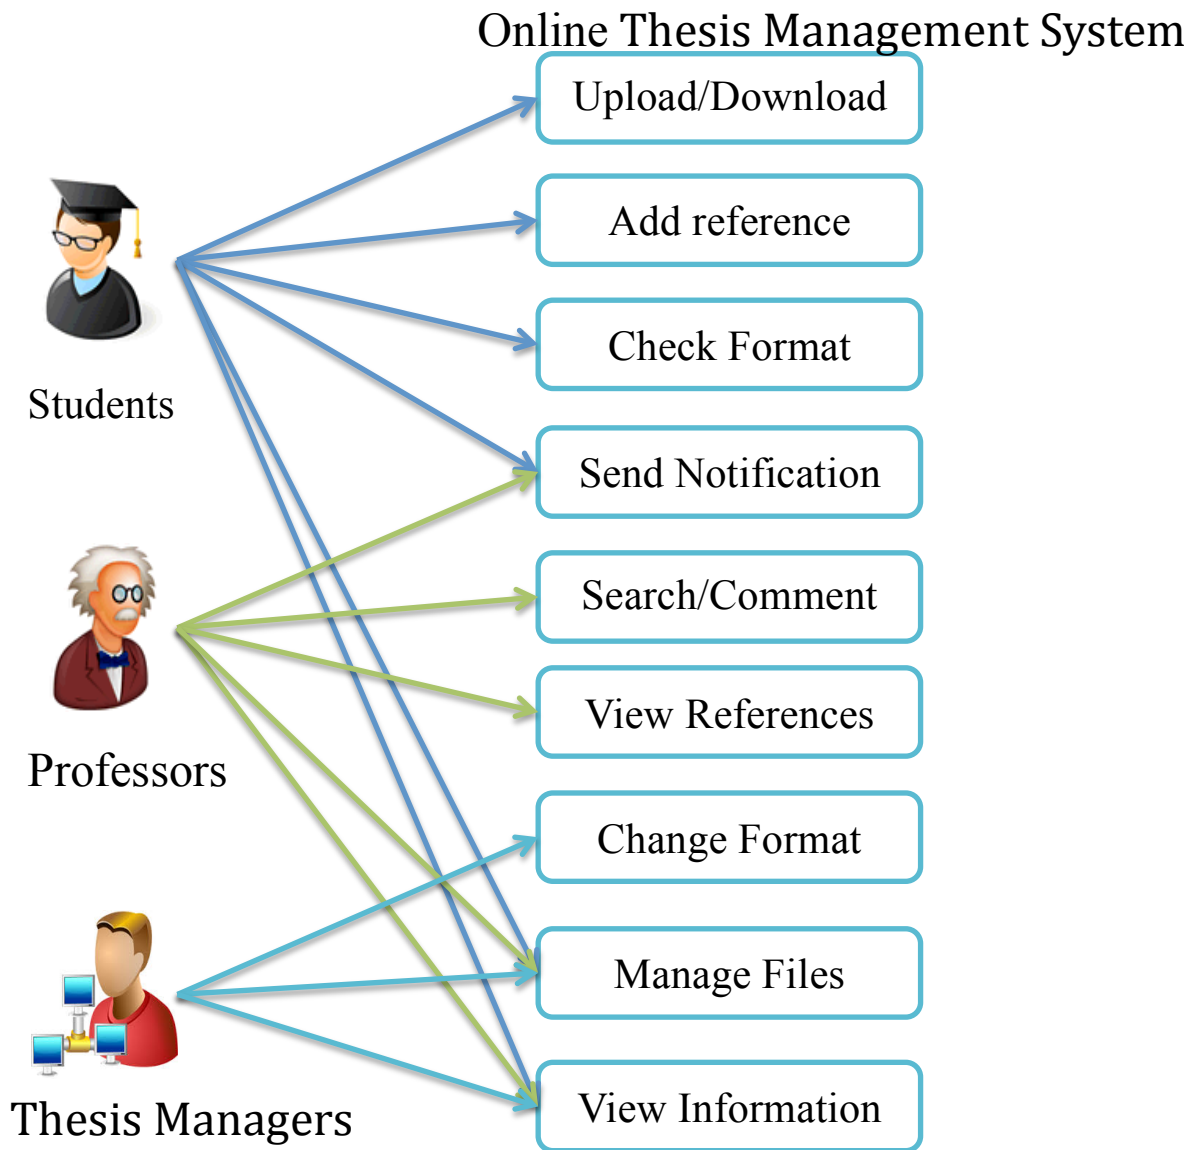 Online Thesis Management System
Upload/Download
Add reference
Check Format
Students
Send Notification
Search/Comment
View References
Professors
Change Format
Manage Files
View Information
Thesis Managers